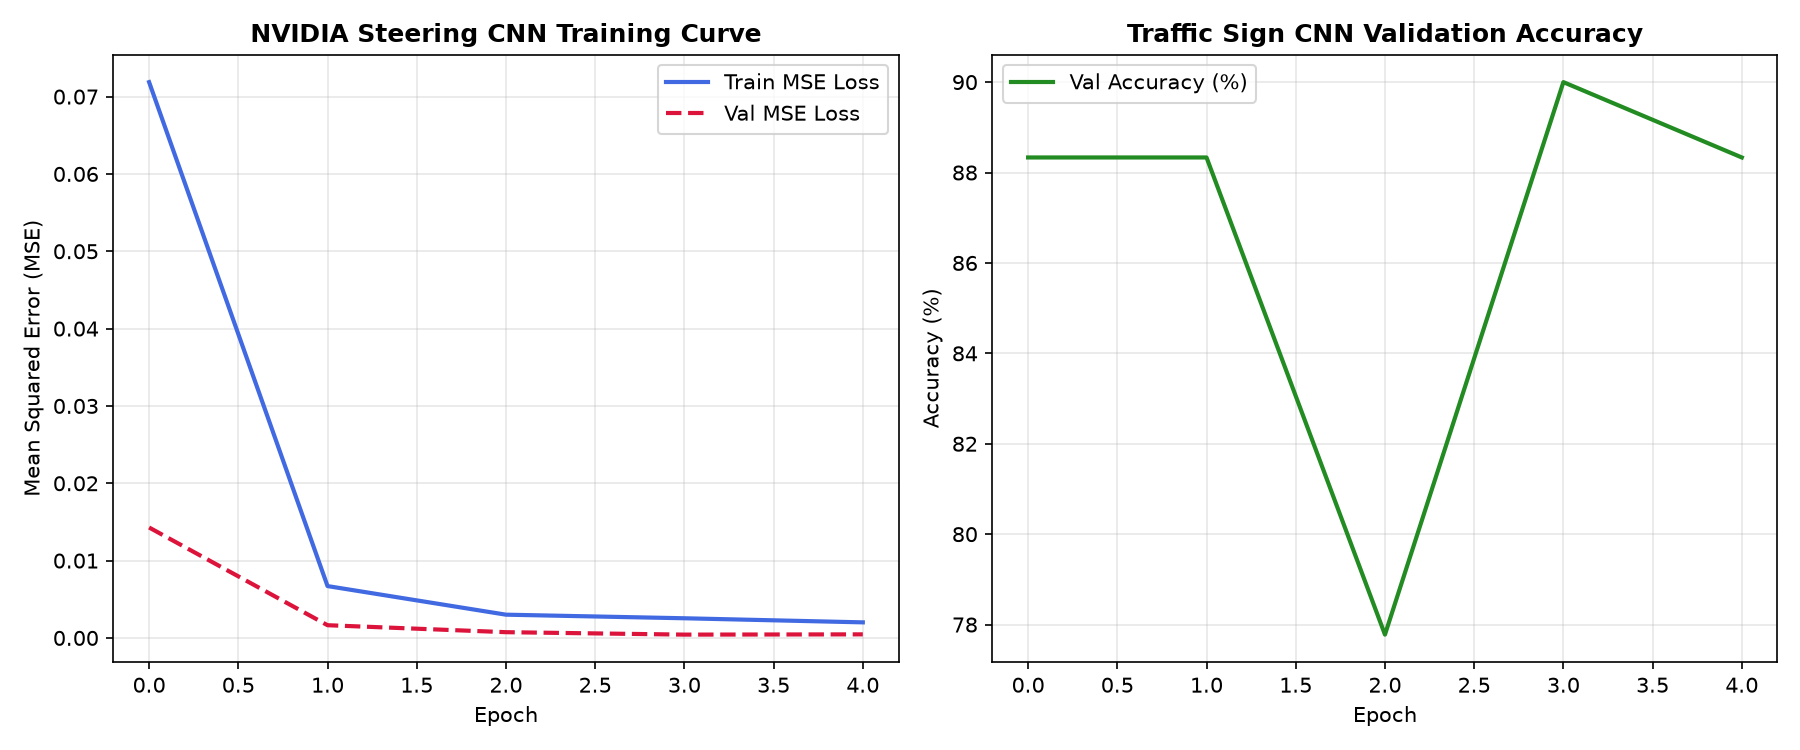 NVIDIA Steering CNN Training Curve
Train MSE Loss
Val MSE Loss
Mean Squared Error (MSE)
0.07
0.06
0.05
0.04
0.03
0.02
0.01
0.00
0.0 0.5 1.0 1.5 2.0 2.5 3.0 3.5 4.0
Epoch
Traffic Sign CNN Validation Accuracy
Val Accuracy (%)
Accuracy (%)
90
88
86
84
82
80
78
0.0 0.5 1.0 1.5 2.0 2.5 3.0 3.5 4.0
Epoch